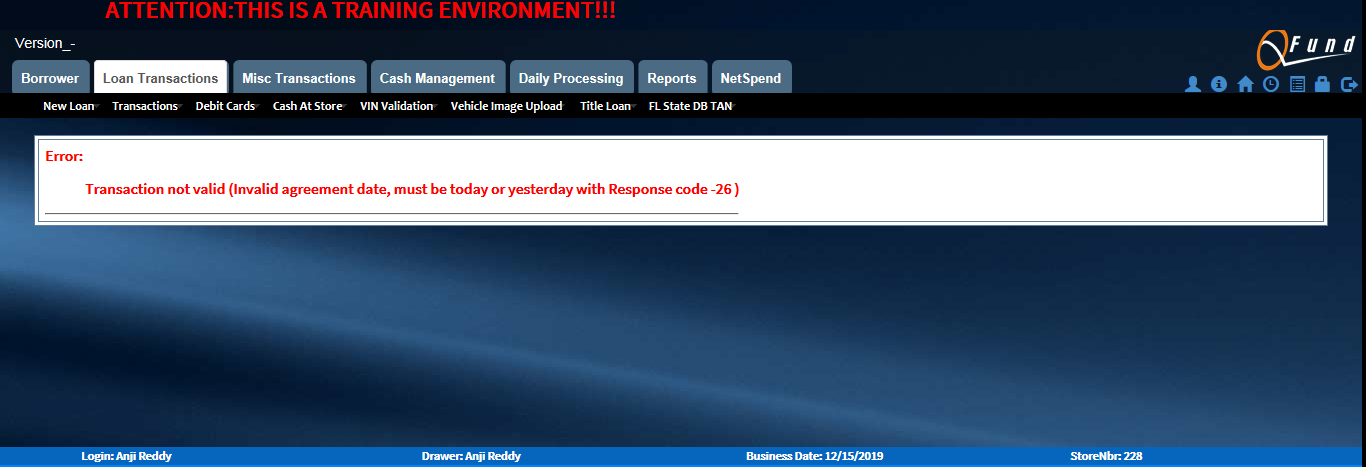 ATTENTION:THIS IS A TRAINING ENVIRONMENT!!!
Version_-
Fund
Borrower Loan Transactions Misc Transactions Cash Management Daily Processing Reports NetSpend
New Loan Transactions Debit Cards Cash At Store VIN Validation Vehicle Image Upload Title Loan FL State DB TAN
Error:
Transaction not valid (Invalid agreement date, must be today or yesterday with Response code -26 )
Login: Anji Reddy Drawer: Anji Reddy Business Date: 12/15/2019 StoreNbr: 228